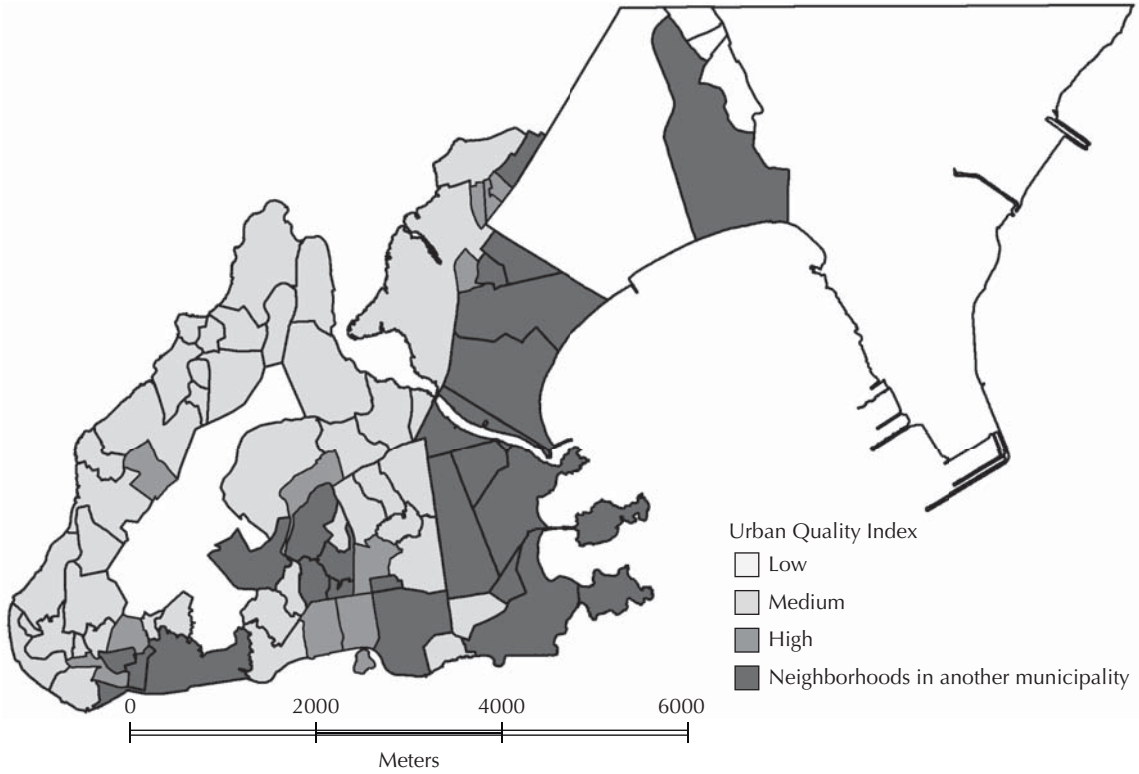 Urban Quality Index
Low
Medium
High
Neighborhoods in another municipality
0 2000 4000 6000
Meters